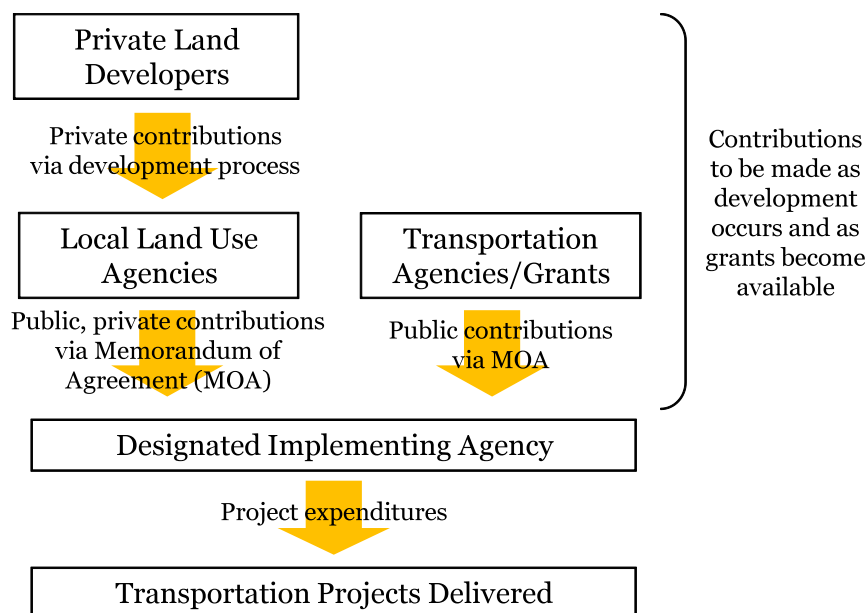 Private Land
Developers
Private contributions
via development process
Local Land Use
Agencies
Transportation
Agencies/Grants
Public, private contributions
via Memorandum of
Agreement (MOA)
Public contributions
via MOA
Contributions
to be made as
development
occurs and as
grants become
available
Designated Implementing Agency
Project expenditures
Transportation Projects Delivered